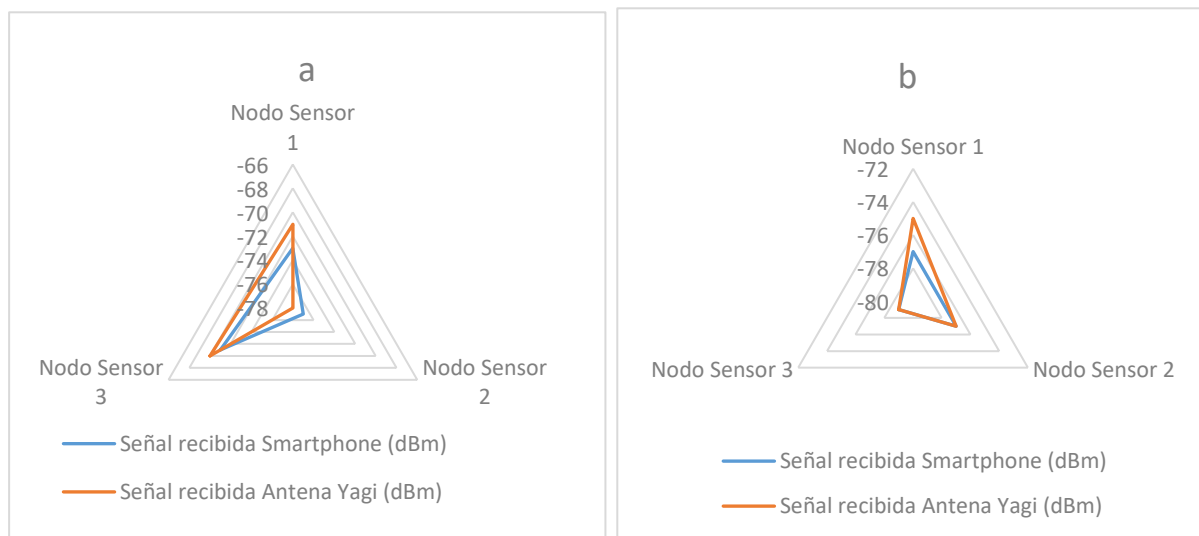 a
Nodo Sensor
1
-66
-68
-70
-72
-74
-76
-78
Nodo Sensor
3
Nodo Sensor
2
Señal recibida Smartphone (dBm)
Señal recibida Antena Yagi (dBm)
b
Nodo Sensor 1
-72
-74
-76
-78
-80
Nodo Sensor 3
Nodo Sensor 2
Señal recibida Smartphone (dBm)
Señal recibida Antena Yagi (dBm)